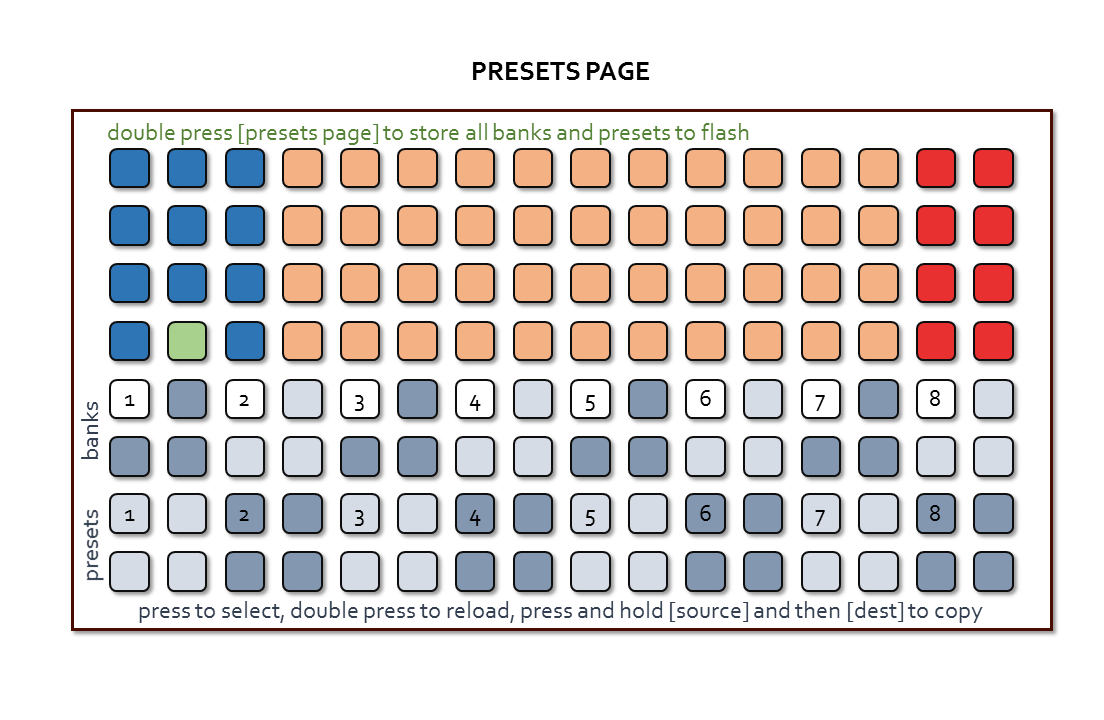 PRESETS PAGE
double press [presets page] to store all banks and presets to flash
banks
1 2 3 4 5 6 7 8
presets
1 2 3 4 5 6 7 8
press to select, double press to reload, press and hold [source] and then [dest] to copy